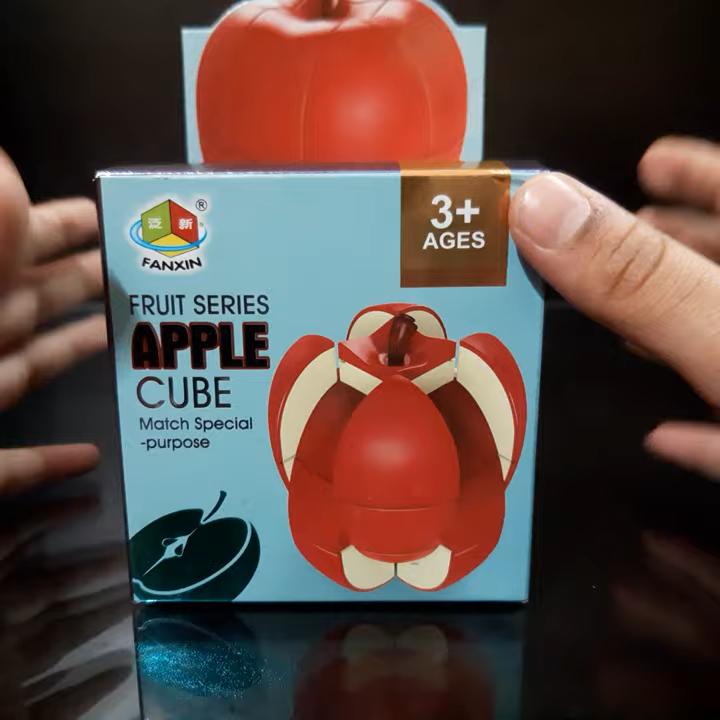 泛 新 ®
FANXIN
3+
AGES
FRUIT SERIES
APPLE
CUBE
Match Special
-purpose